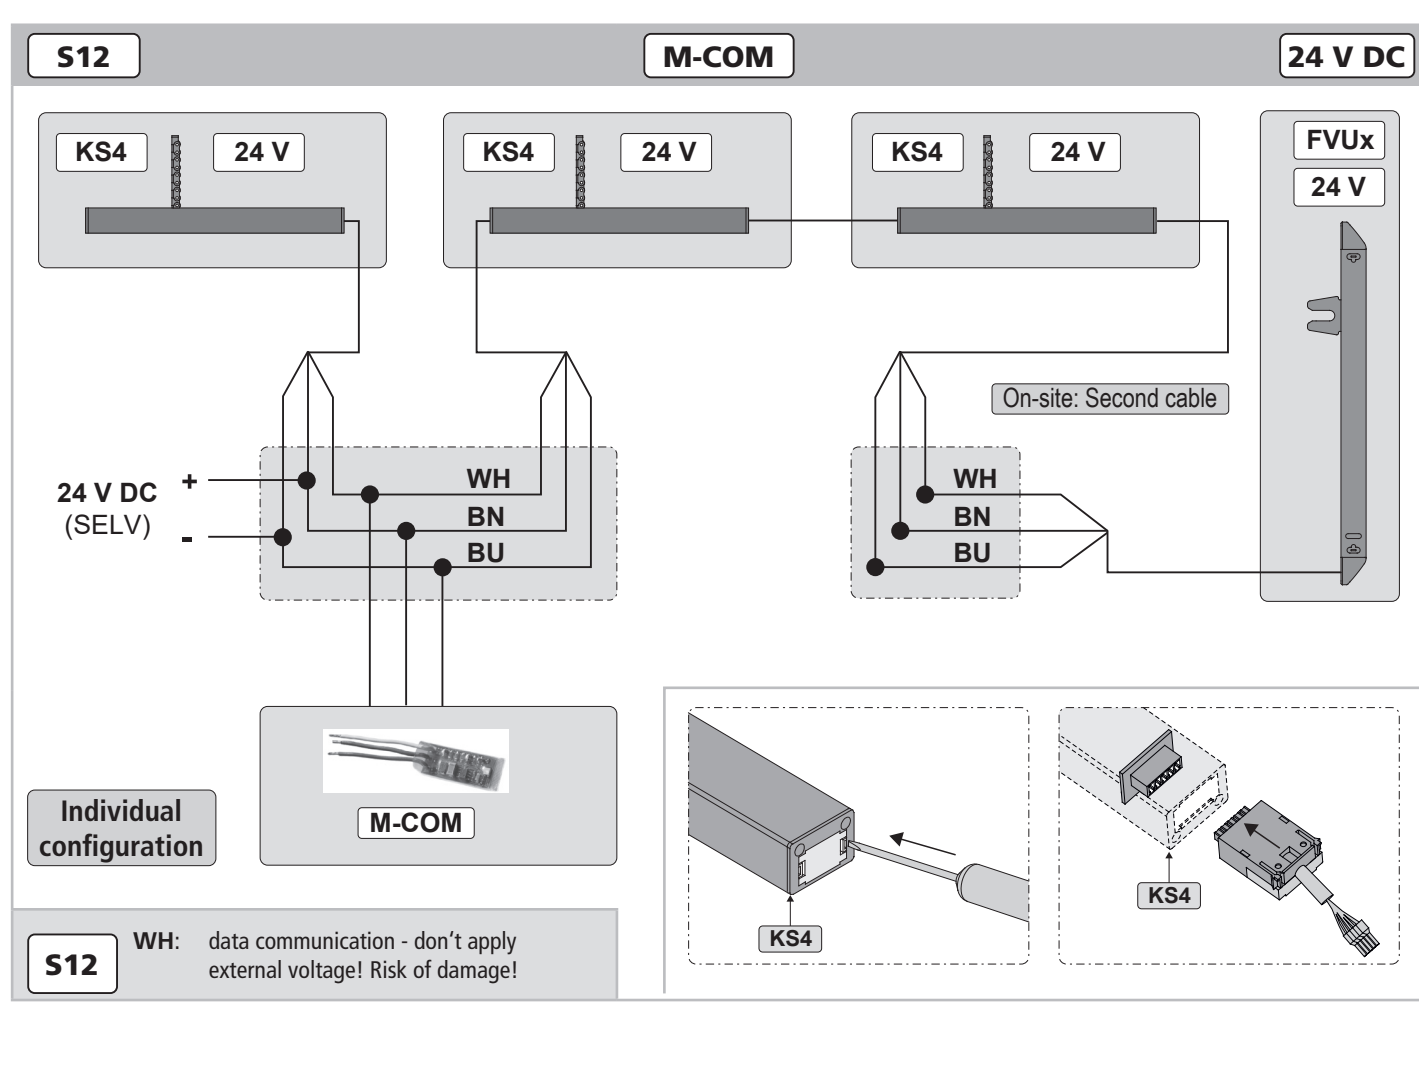 S12
M-COM
24 V DC
KS4
24 V
KS4
24 V
KS4
24 V
FVUx
24 V
On-site: Second cable
24 V DC
(SELV)
+
-
WH
BN
BU
WH
BN
BU
M-COM
Individual
configuration
KS4
KS4
S12
WH: data communication - don't apply
external voltage! Risk of damage!